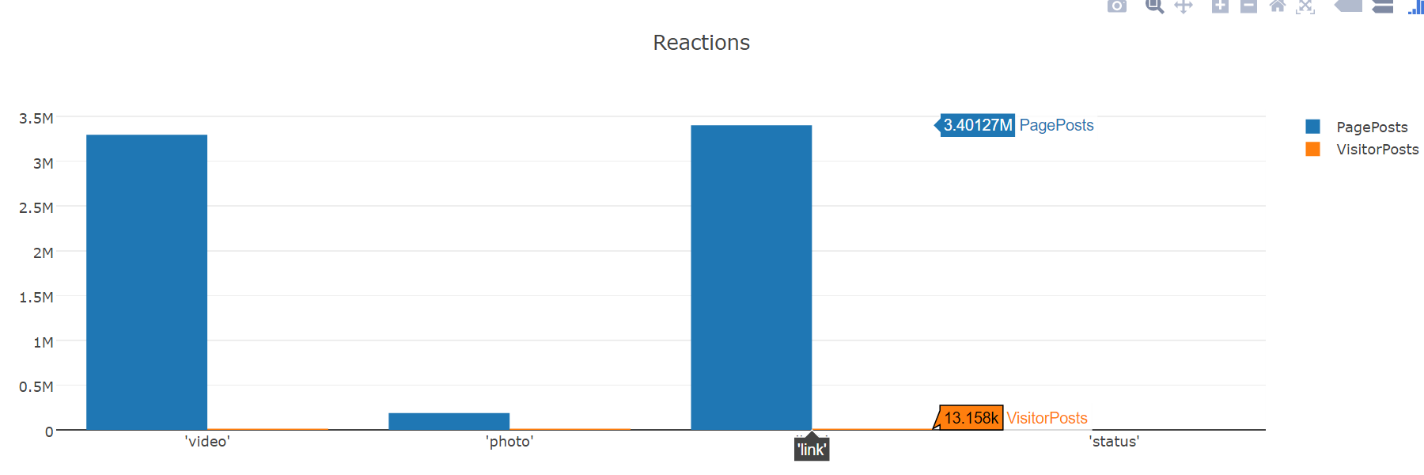 Reactions
3.5M
3M
2.5M
2M
1.5M
1M
0.5M
0
3.40127M PagePosts
13.158k VisitorPosts
'video' 'photo' 'link' 'status'
PagePosts
VisitorPosts